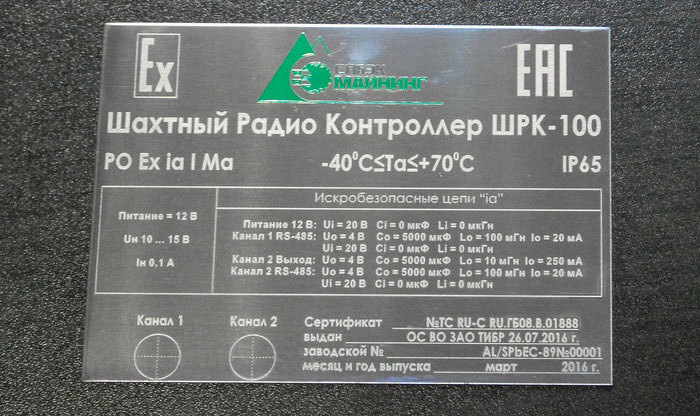 Ex
СПБЭК
МАЙНИНГ
ЕАС
Шахтный Радио Контроллер ШРК-100
РО Ex ia I Ma -40⁰C≤Ta≤+70⁰C IP65
Искробезопасные цепи "ia"
Питание = 12 В
Uн 10 ... 15 В
Iн 0,1 А
Питание 12 В: Ui = 20 В Ci = 0 мкФ Li = 0 мкГн
Канал 1 RS-485: Uo = 4 В Co = 5000 мкФ Lo = 100 мГн Io = 20 мА
Ui = 20 В Ci = 0 мкФ Li = 0 мкГн
Канал 2 Выход: Uo = 4 В Co = 5000 мкФ Lo = 10 мГн Io = 250 мА
Канал 2 RS-485: Uo = 4 В Co = 5000 мкФ Lo = 100 мГн Io = 20 мА
Ui = 20 В Ci = 0 мкФ Li = 0 мкГн
Канал 1 Канал 2
Сертификат №ТС RU-C RU.ГБ08.В.01888
выдан ОС ВО ЗАО ТИБР 26.07.2016 г.
заводской № AL/SPbEC-89№00001
месяц и год выпуска март 2016 г.